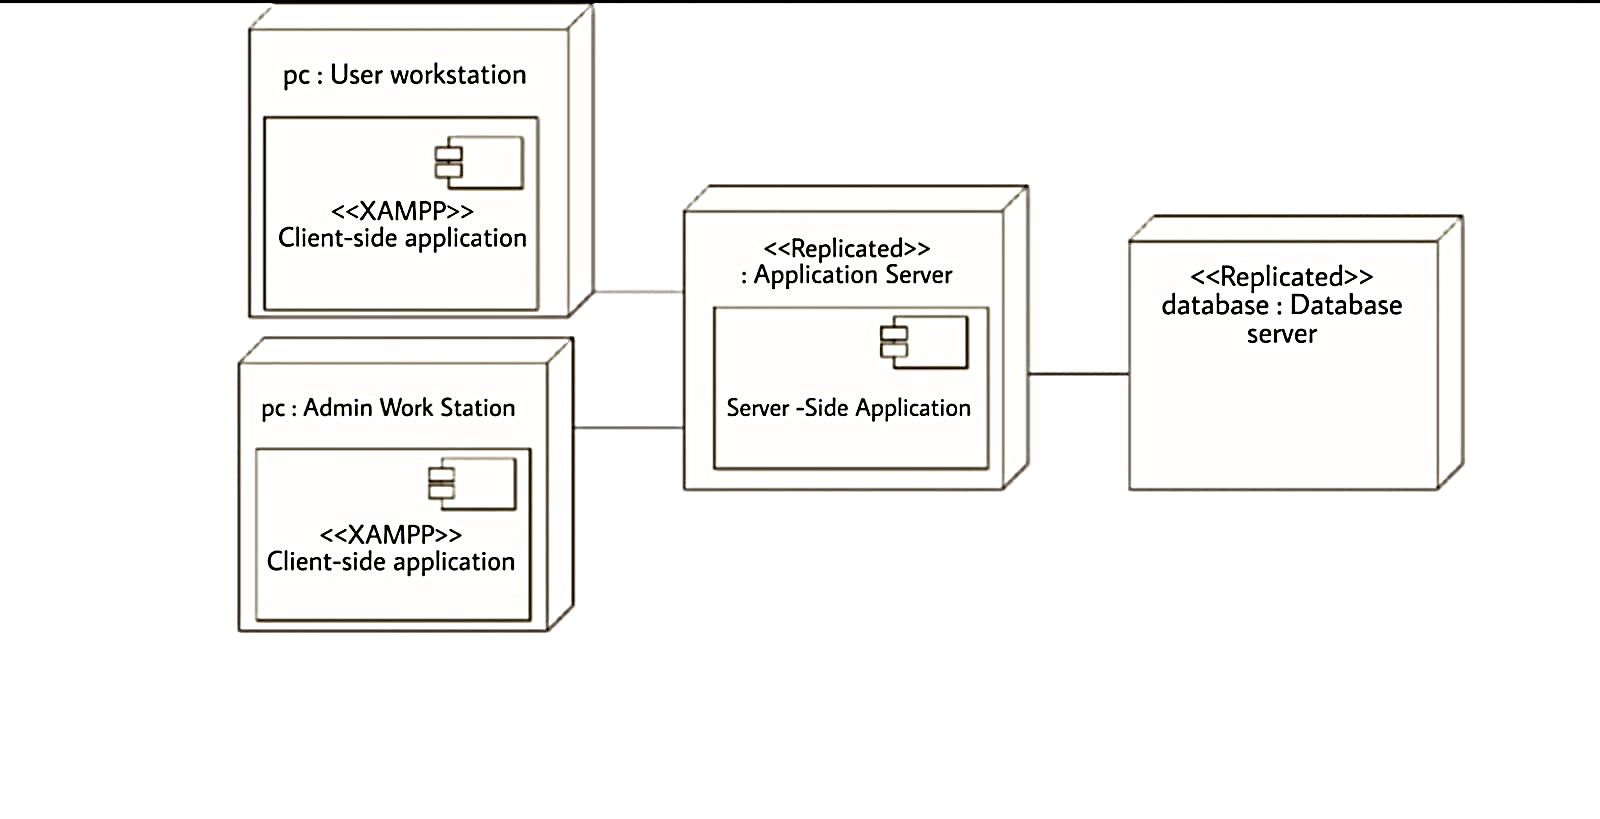 pc : User workstation
<<XAMPP>>
Client-side application
pc : Admin Work Station
<<XAMPP>>
Client-side application
<<Replicated>>
: Application Server
Server -Side Application
<<Replicated>>
database : Database
server